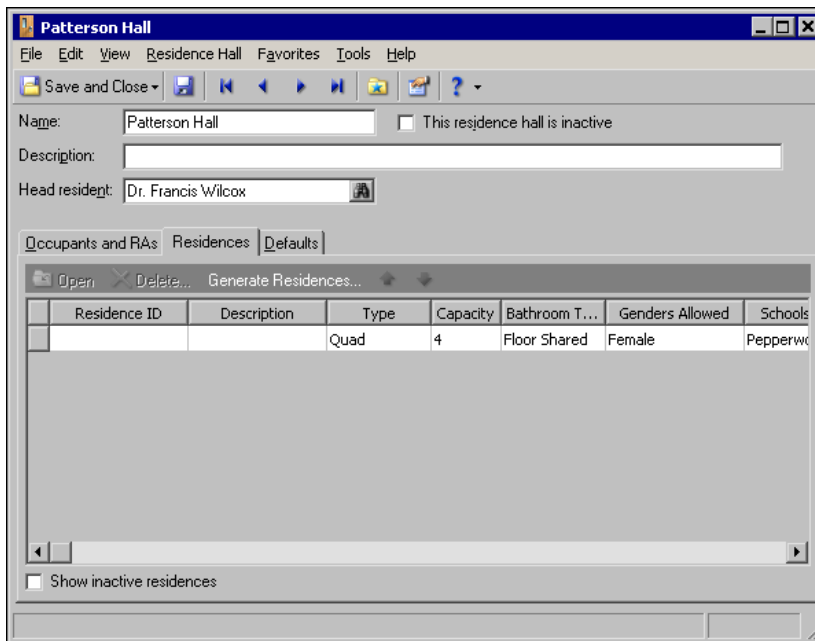 Patterson Hall
File Edit View Residence Hall Favorites Tools Help
Save and Close
Name: Patterson Hall This residence hall is inactive
Description:
Head resident: Dr. Francis Wilcox
Occupants and RAs Residences Defaults
Open Delete... Generate Residences...
Residence ID Description Type Capacity Bathroom T... Genders Allowed Schools
Quad 4 Floor Shared Female Pepperwo
Show inactive residences